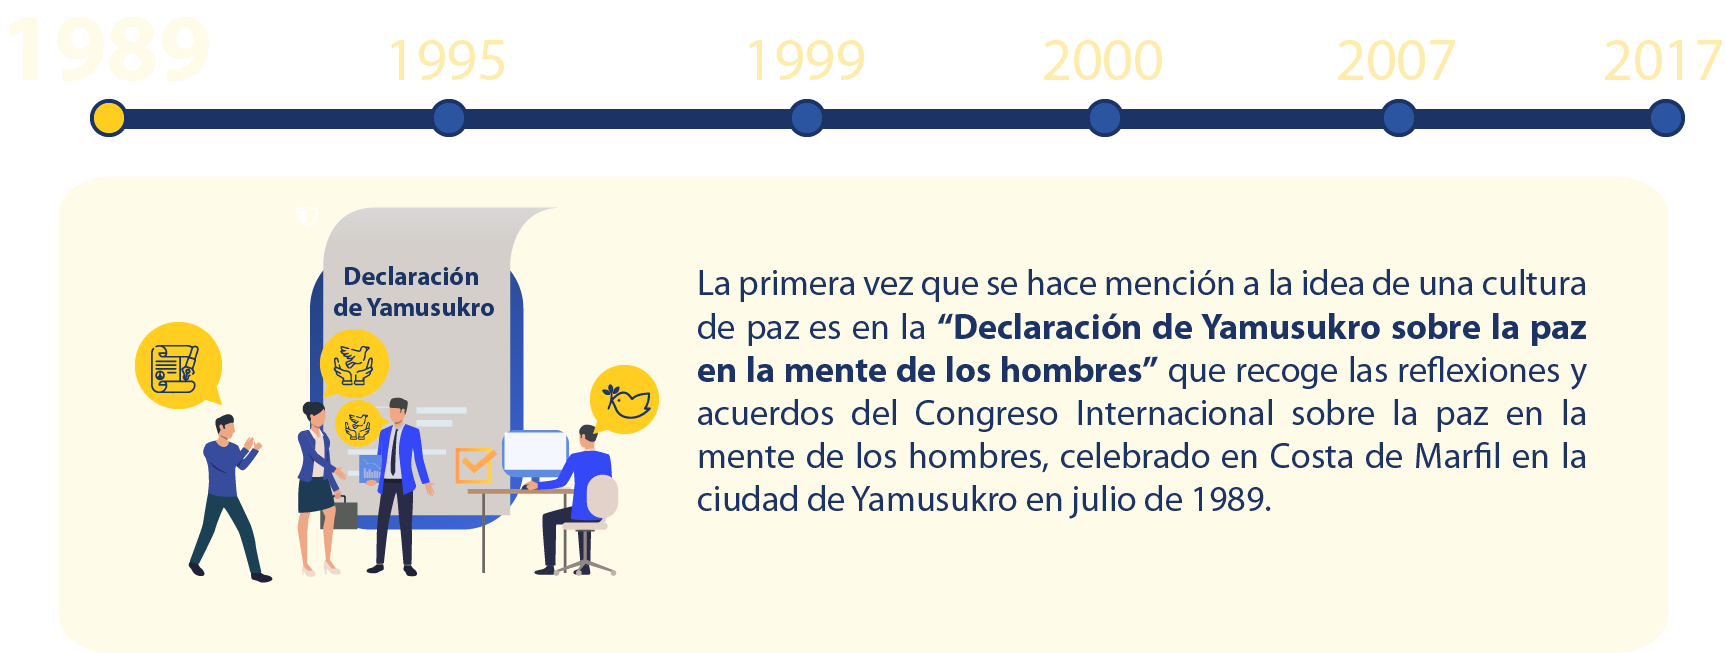 1989 1995 1999 2000 2007 2017
Declaración
de Yamusukro
La primera vez que se hace mención a la idea de una cultura
de paz es en la “Declaración de Yamusukro sobre la paz
en la mente de los hombres” que recoge las reflexiones y
acuerdos del Congreso Internacional sobre la paz en la
mente de los hombres, celebrado en Costa de Marfil en la
ciudad de Yamusukro en julio de 1989.